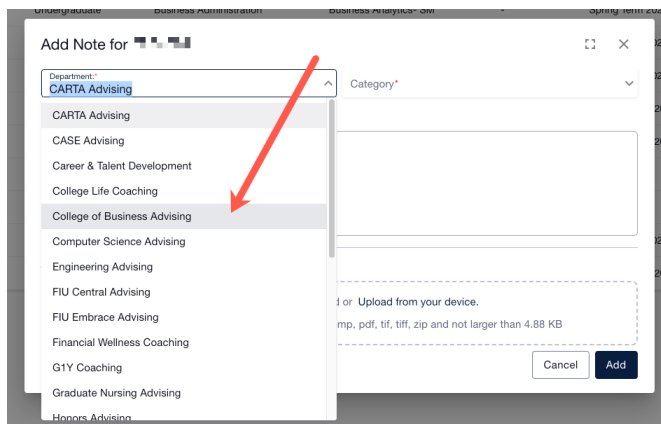 Undergraduate Business Administration Business Analytics- SM - Spring Term 202
Add Note for
Department:*
CARTA Advising
Category*
CARTA Advising
CASE Advising
Career & Talent Development
College Life Coaching
College of Business Advising
Computer Science Advising
Engineering Advising
FIU Central Advising
FIU Embrace Advising
Financial Wellness Coaching
G1Y Coaching
Graduate Nursing Advising
Honors Advising
or Upload from your device.
mp, pdf, tif, tiff, zip and not larger than 4.88 KB
Cancel Add